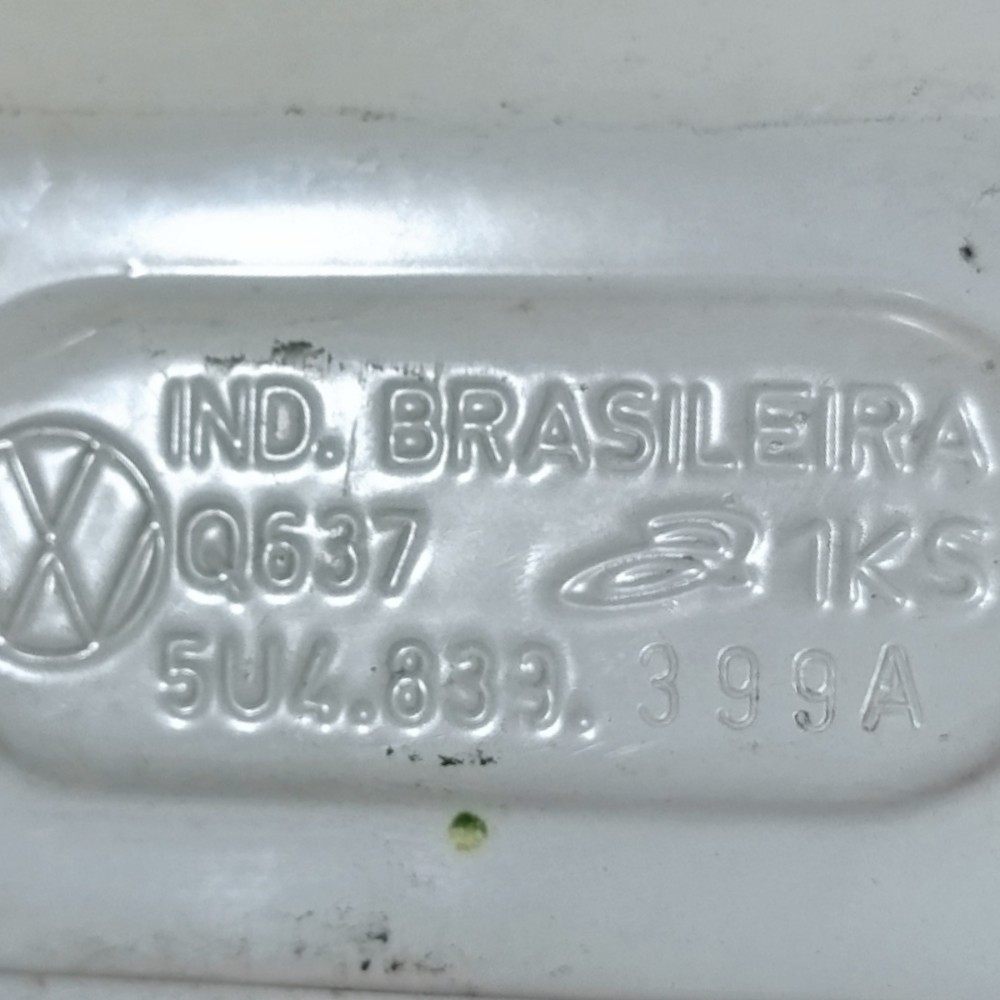 IND. BRASILEIRA
Q637 1KS
5U4.839. 399A